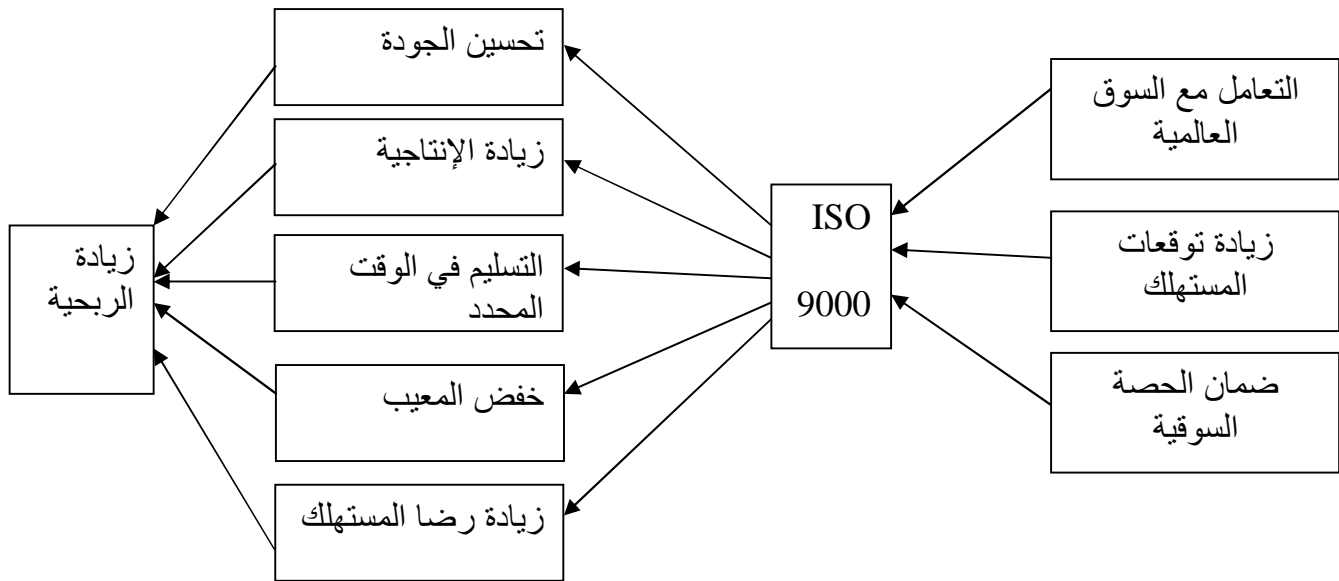 التعامل مع السوق
العالمية
زيادة توقعات
المستهلك
ضمان الحصة
السوقية
ISO
9000
تحسين الجودة
زيادة الإنتاجية
التسليم في الوقت
المحدد
خفض المعيب
زيادة رضا المستهلك
زيادة
الربحية